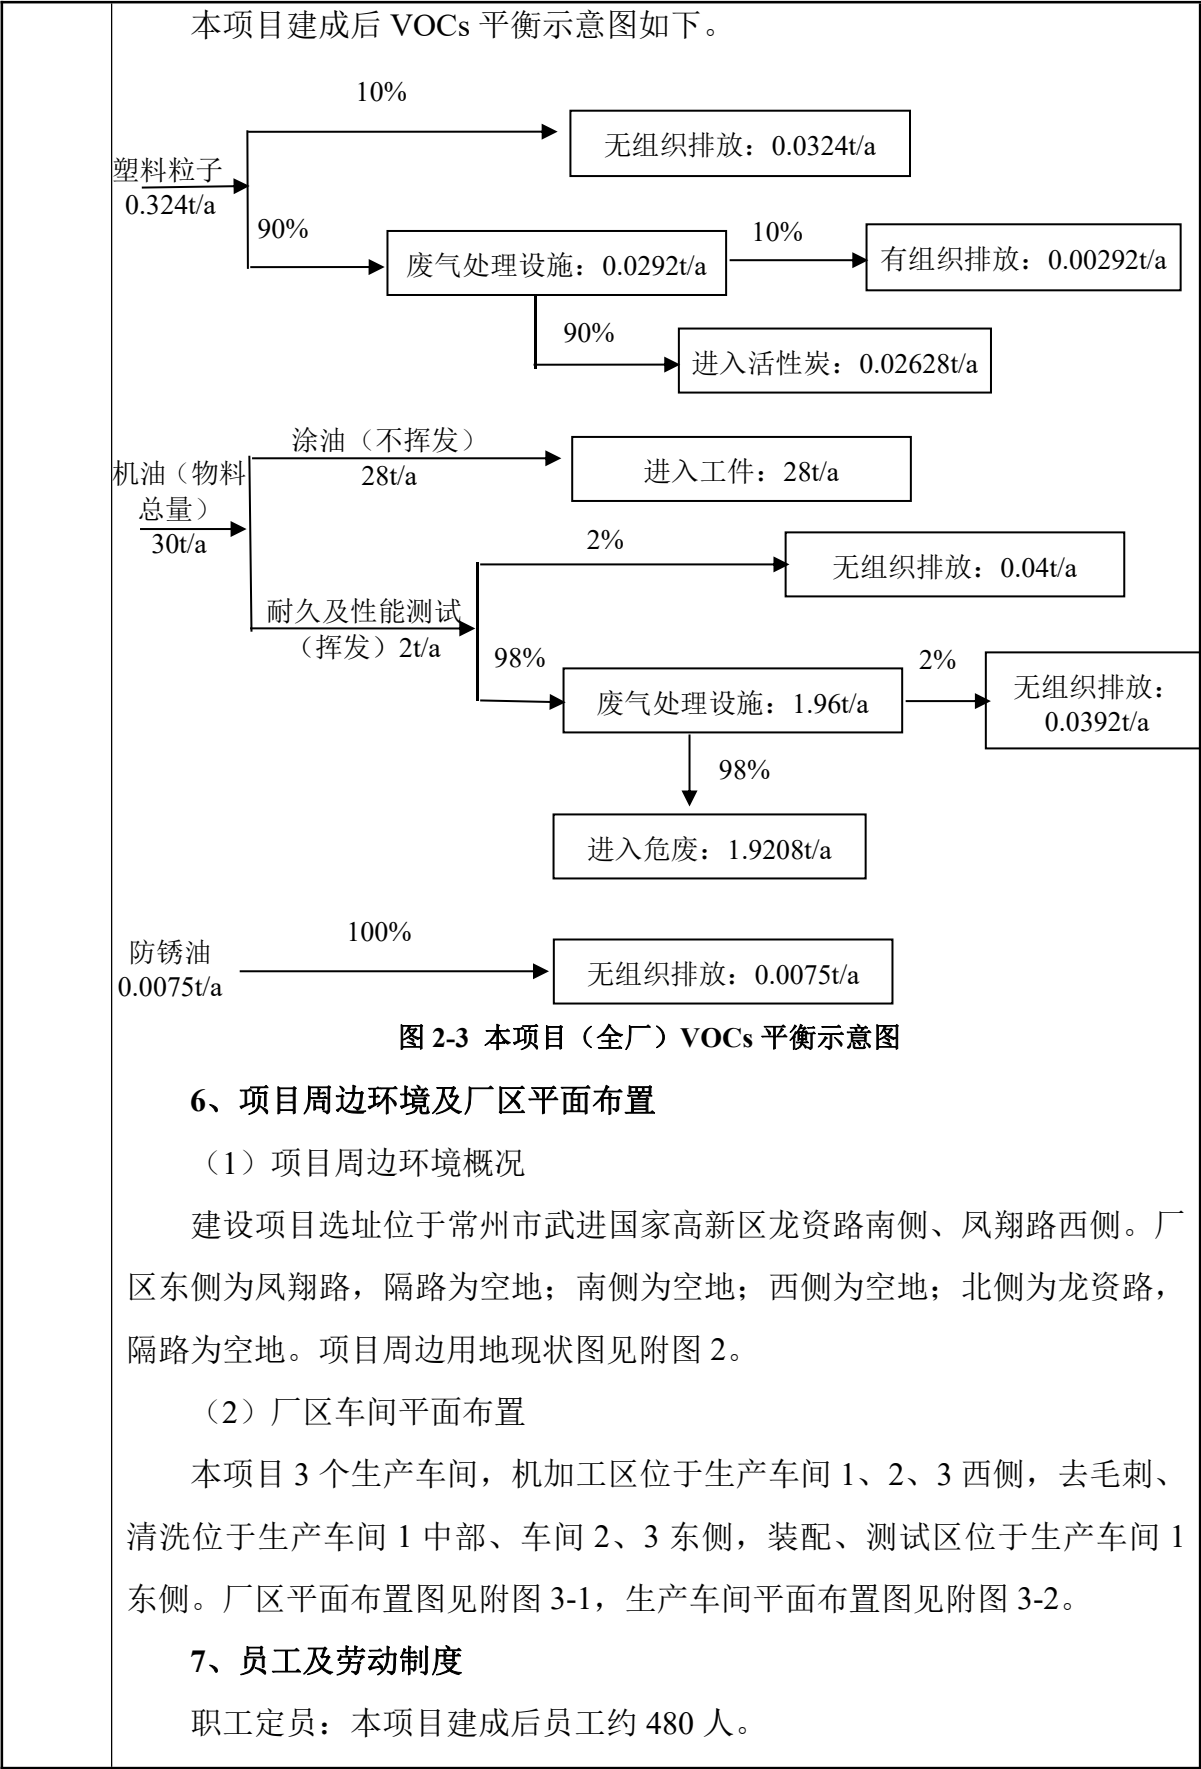 本项目建成后 VOCs 平衡示意图如下。
10%
无组织排放：0.0324t/a
塑料粒子
0.324t/a
90%
废气处理设施：0.0292t/a
10%
有组织排放：0.00292t/a
90%
进入活性炭：0.02628t/a
涂油（不挥发）
28t/a
进入工件：28t/a
机油（物料
总量）
30t/a
2%
无组织排放：0.04t/a
耐久及性能测试
（挥发）2t/a
98%
废气处理设施：1.96t/a
2%
无组织排放：
0.0392t/a
98%
进入危废：1.9208t/a
防锈油
0.0075t/a
100%
无组织排放：0.0075t/a
图 2-3 本项目（全厂）VOCs 平衡示意图
6、项目周边环境及厂区平面布置
（1）项目周边环境概况
建设项目选址位于常州市武进国家高新区龙资路南侧、凤翔路西侧。厂
区东侧为凤翔路，隔路为空地；南侧为空地；西侧为空地；北侧为龙资路，
隔路为空地。项目周边用地现状图见附图 2。
（2）厂区车间平面布置
本项目 3 个生产车间，机加工区位于生产车间 1、2、3 西侧，去毛刺、
清洗位于生产车间 1 中部、车间 2、3 东侧，装配、测试区位于生产车间 1
东侧。厂区平面布置图见附图 3-1，生产车间平面布置图见附图 3-2。
7、员工及劳动制度
职工定员：本项目建成后员工约 480 人。